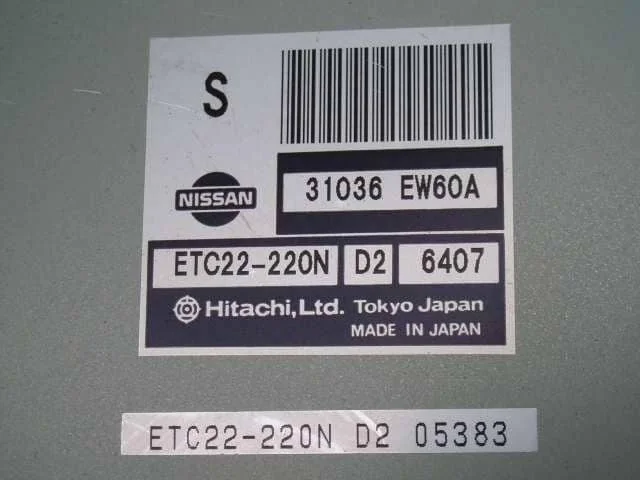 S
NISSAN
31036 EW60A
ETC22-220N D2 6407
Hitachi,Ltd. Tokyo Japan
MADE IN JAPAN
ETC22-220N D2 05383